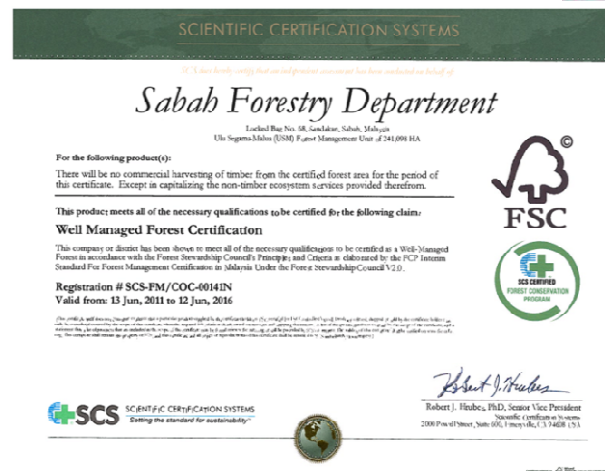 SCIENTIFIC CERTIFICATION SYSTEMS
Sabah Forestry Department
Locked Bag No. 68, Sandakan, Sabah, Malaysia
Ulu Segama-Malua (USM) Forest Management Unit of 241,098 HA
For the following product(s):
There will be no commercial harvesting of timber from the certified forest area for the period of
this certificate. Except in capitalizing the non-timber ecosystem services provided therefrom.
This product meets all of the necessary qualifications to be certified for the following claim:
Well Managed Forest Certification
This company or district has been shown to meet all of the necessary qualifications to be certified as a Well-Managed
Forest in accordance with the Forest Stewardship Council's Principles and Criteria as elaborated by the FCP Interim
Standard For Forest Management Certification in Malaysia Under the Forest Stewardship Council V2.0.
Registration # SCS-FM/COC-00141N
Valid from: 13 Jun, 2011 to 12 Jun, 2016
©
FSC
SCS CERTIFIED
FOREST CONSERVATION
PROGRAM
SCS SCIENTIFIC CERTIFICATION SYSTEMS
Setting the standard for sustainability
Robert J. Hrubes, PhD, Senior Vice President
Scientific Certification Systems
2000 Powell Street, Suite 600, Emeryville, CA 94608 USA